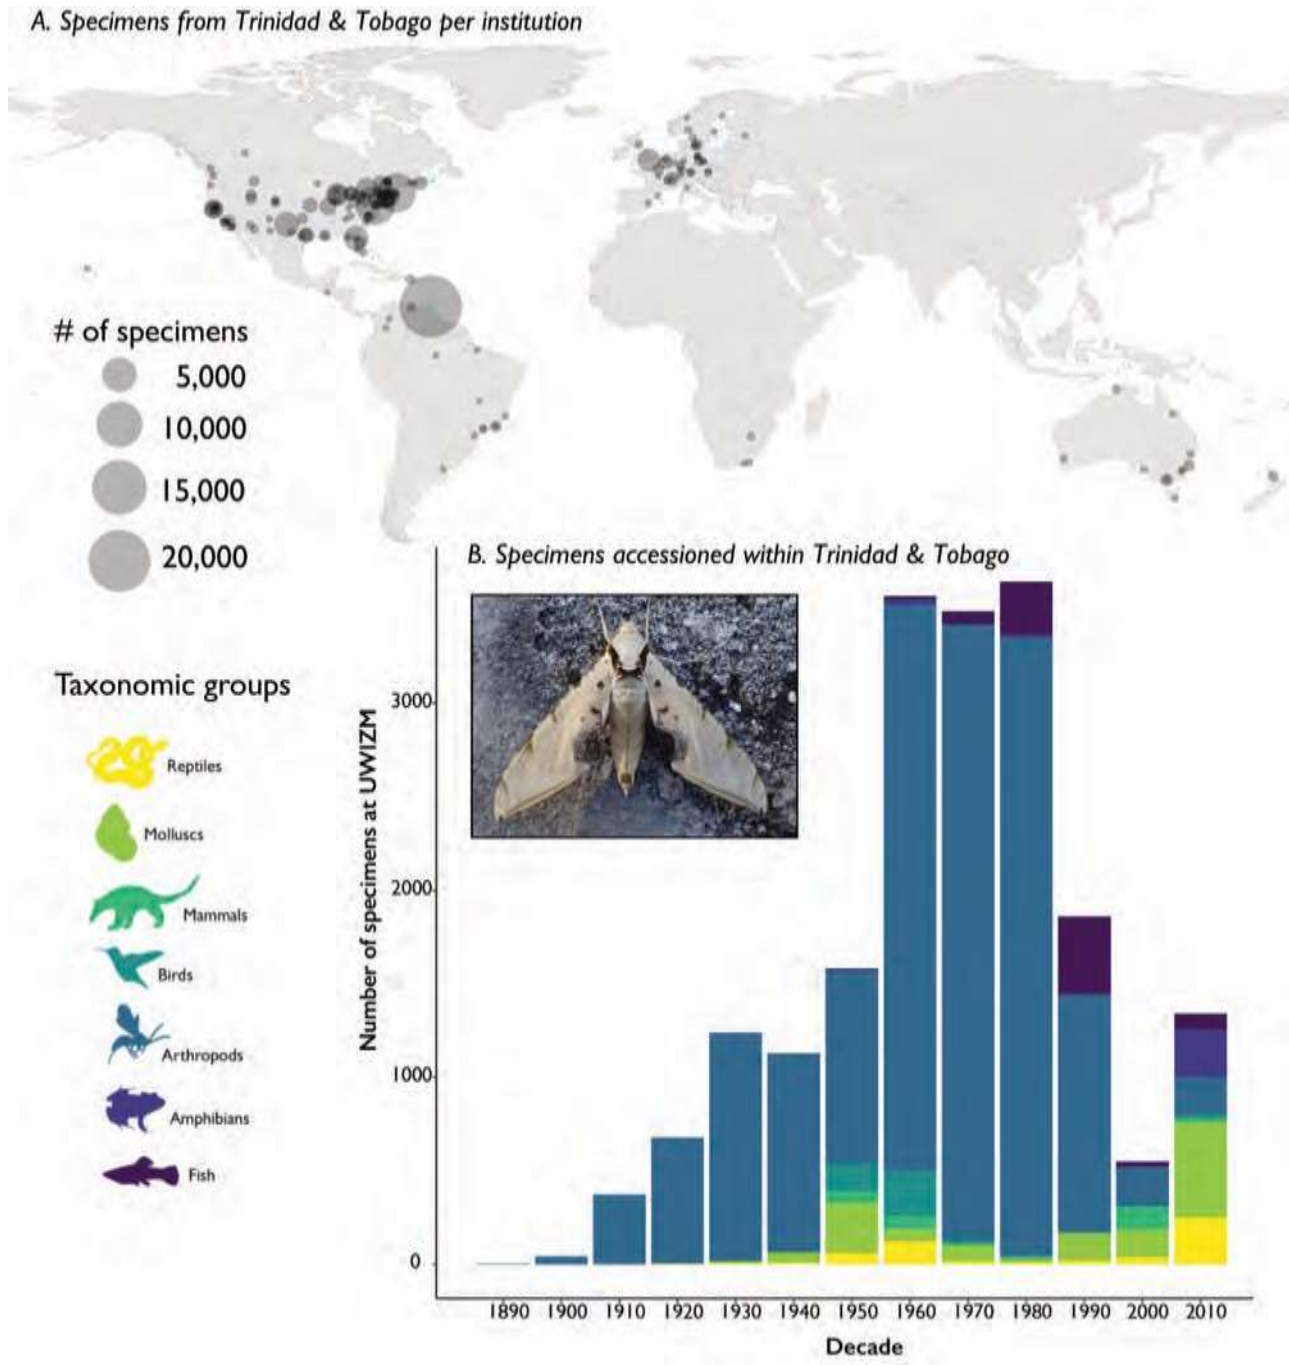 A. Specimens from Trinidad & Tobago per institution
# of specimens
5,000
10,000
15,000
20,000
B. Specimens accessioned within Trinidad & Tobago
Taxonomic groups
Reptiles
Molluscs
Mammals
Birds
Arthropods
Amphibians
Fish
Number of specimens at UWIZM
3000
2000
1000
0
1890 1900 1910 1920 1930 1940 1950 1960 1970 1980 1990 2000 2010
Decade